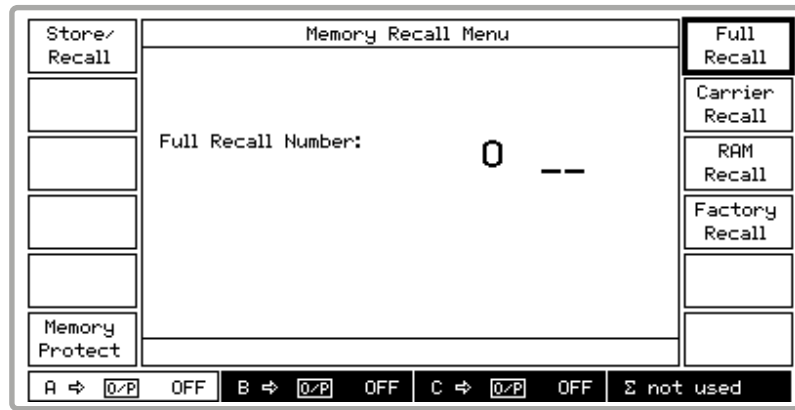 Store/
Recall
Memory Protect
Memory Recall Menu
Full Recall Number: 0 __
Full
Recall
Carrier
Recall
RAM
Recall
Factory
Recall
A ⇨ O/P OFF B ⇨ O/P OFF C ⇨ O/P OFF Σ not used